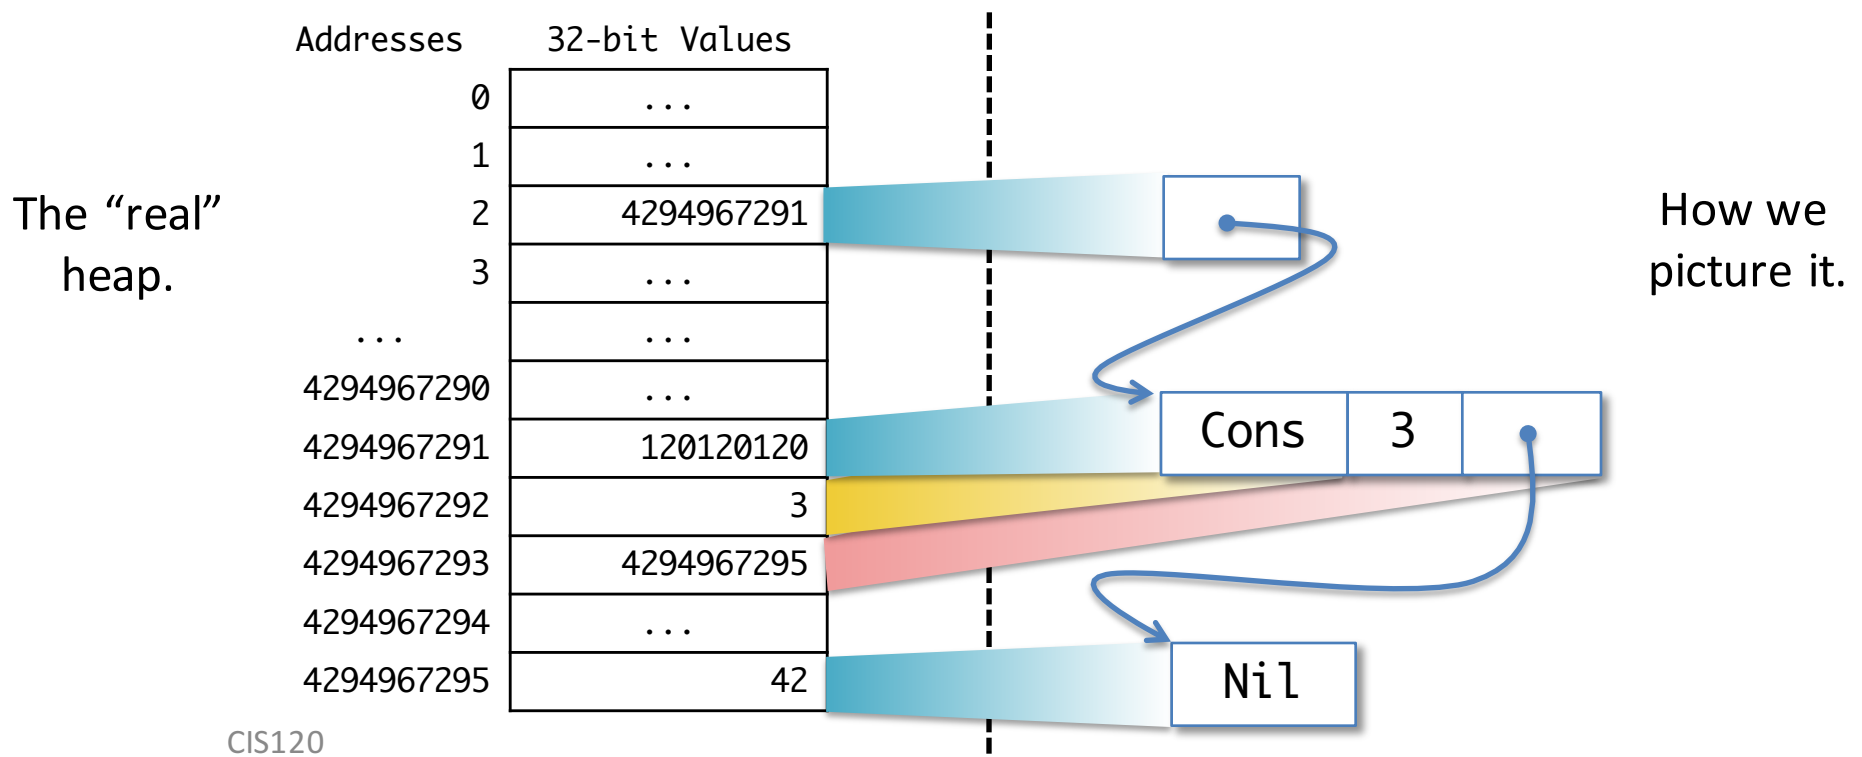 Addresses 32-bit Values
0 ...
1 ...
The “real”
heap.
2 4294967291
3 ...
... ...
4294967290 ...
4294967291 120120120
4294967292 3
4294967293 4294967295
4294967294 ...
4294967295 42
How we
picture it.
Cons 3
Nil
CIS120